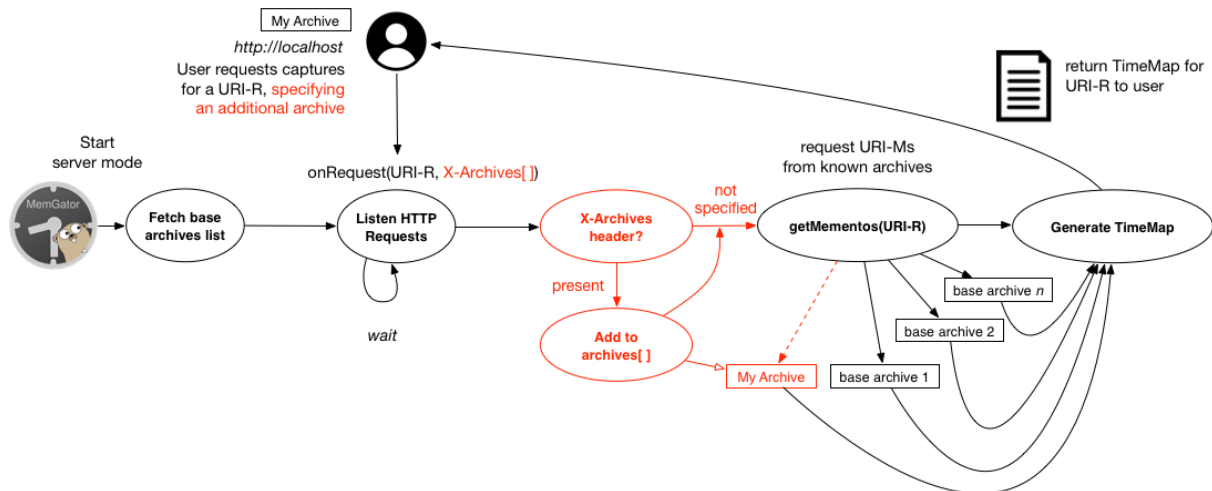 My Archive
http://localhost
User requests captures
for a URI-R, specifying
an additional archive
return TimeMap for
URI-R to user
Start
server mode
MemGator
Fetch base
archives list
onRequest(URI-R, X-Archives[ ])
Listen HTTP
Requests
wait
X-Archives
header?
not
specified
present
Add to
archives[ ]
request URI-Ms
from known archives
getMementos(URI-R)
Generate TimeMap
base archive n
base archive 2
base archive 1
My Archive